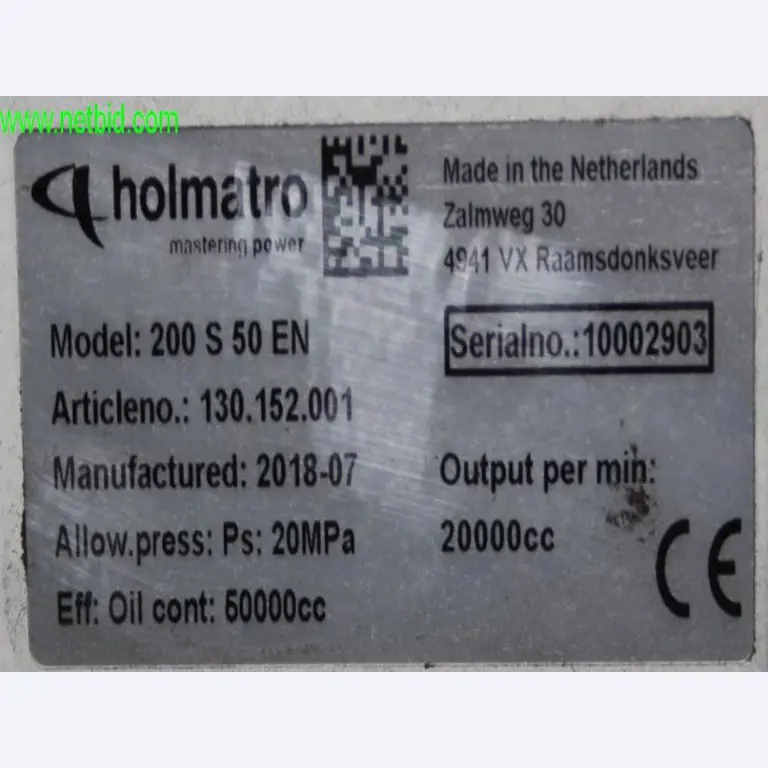 www.netbid.com
holmatro
mastering power
Made in the Netherlands
Zalmweg 30
4941 VX Raamsdonksveer
Model: 200 S 50 EN
Serialno.:10002903
Articleno.: 130.152.001
Manufactured: 2018-07
Output per min:
Allow.press: Ps: 20MPa
20000cc
Eff: Oil cont: 50000cc
CE